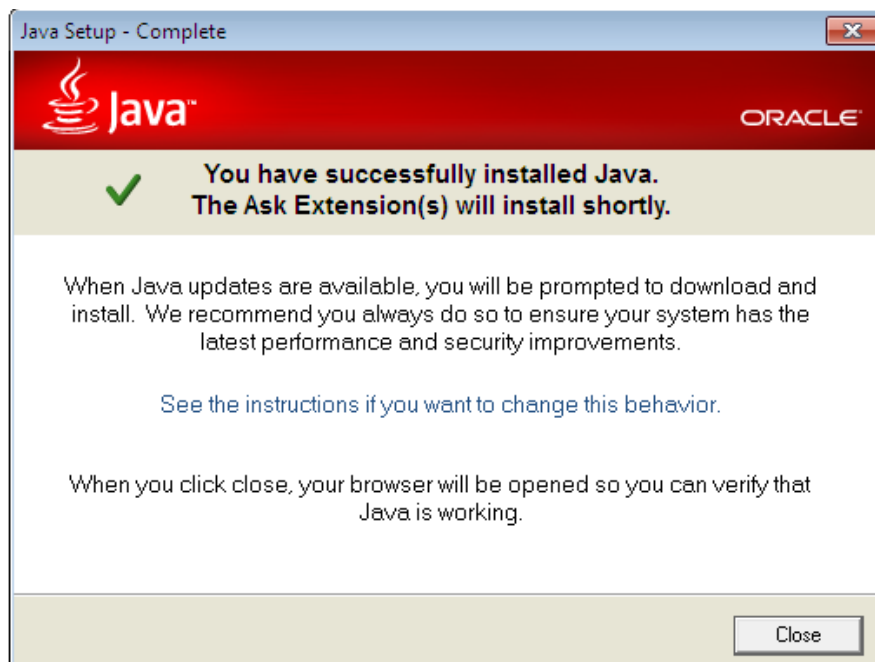 Java Setup - Complete
Java™
ORACLE
You have successfully installed Java.
The Ask Extension(s) will install shortly.
When Java updates are available, you will be prompted to download and
install. We recommend you always do so to ensure your system has the
latest performance and security improvements.
See the instructions if you want to change this behavior.
When you click close, your browser will be opened so you can verify that
Java is working.
Close